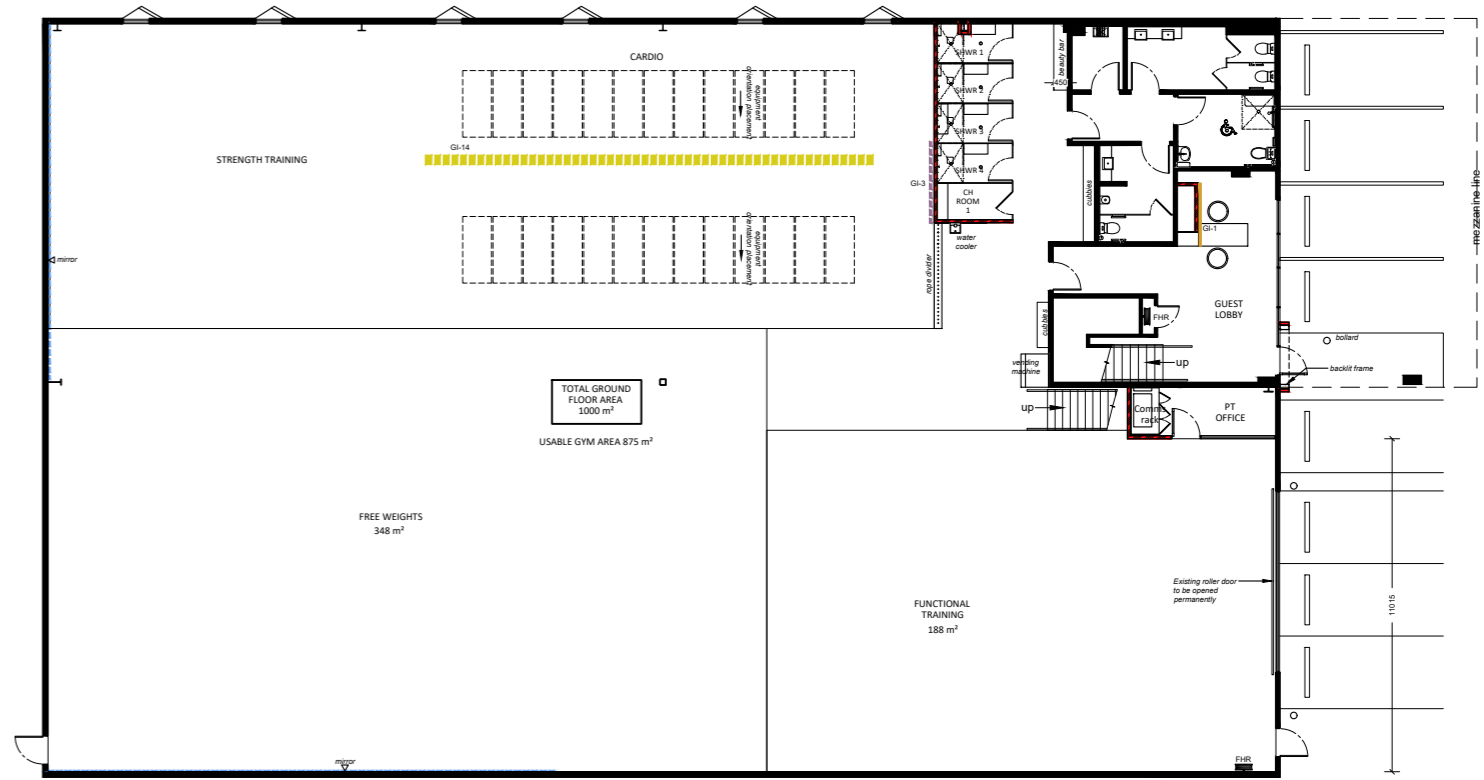 CARDIO
STRENGTH TRAINING
GI-14
equipment
orientation placement
equipment
orientation placement
mirror
SHWR 1
SHWR 2
SHWR 3
SHWR 4
GI-3
CH
ROOM
1
water
cooler
rope divider
beauty bar
450
cubbies
GI-1
GUEST
LOBBY
FHR
cubbies
vending
machine
up
up
Comms
rack
PT
OFFICE
mezzanine line
bollard
backlit frame
TOTAL GROUND
FLOOR AREA
1000 m²
USABLE GYM AREA 875 m²
FREE WEIGHTS
348 m²
FUNCTIONAL
TRAINING
188 m²
Existing roller door
to be opened
permanently
11015
mirror
FHR